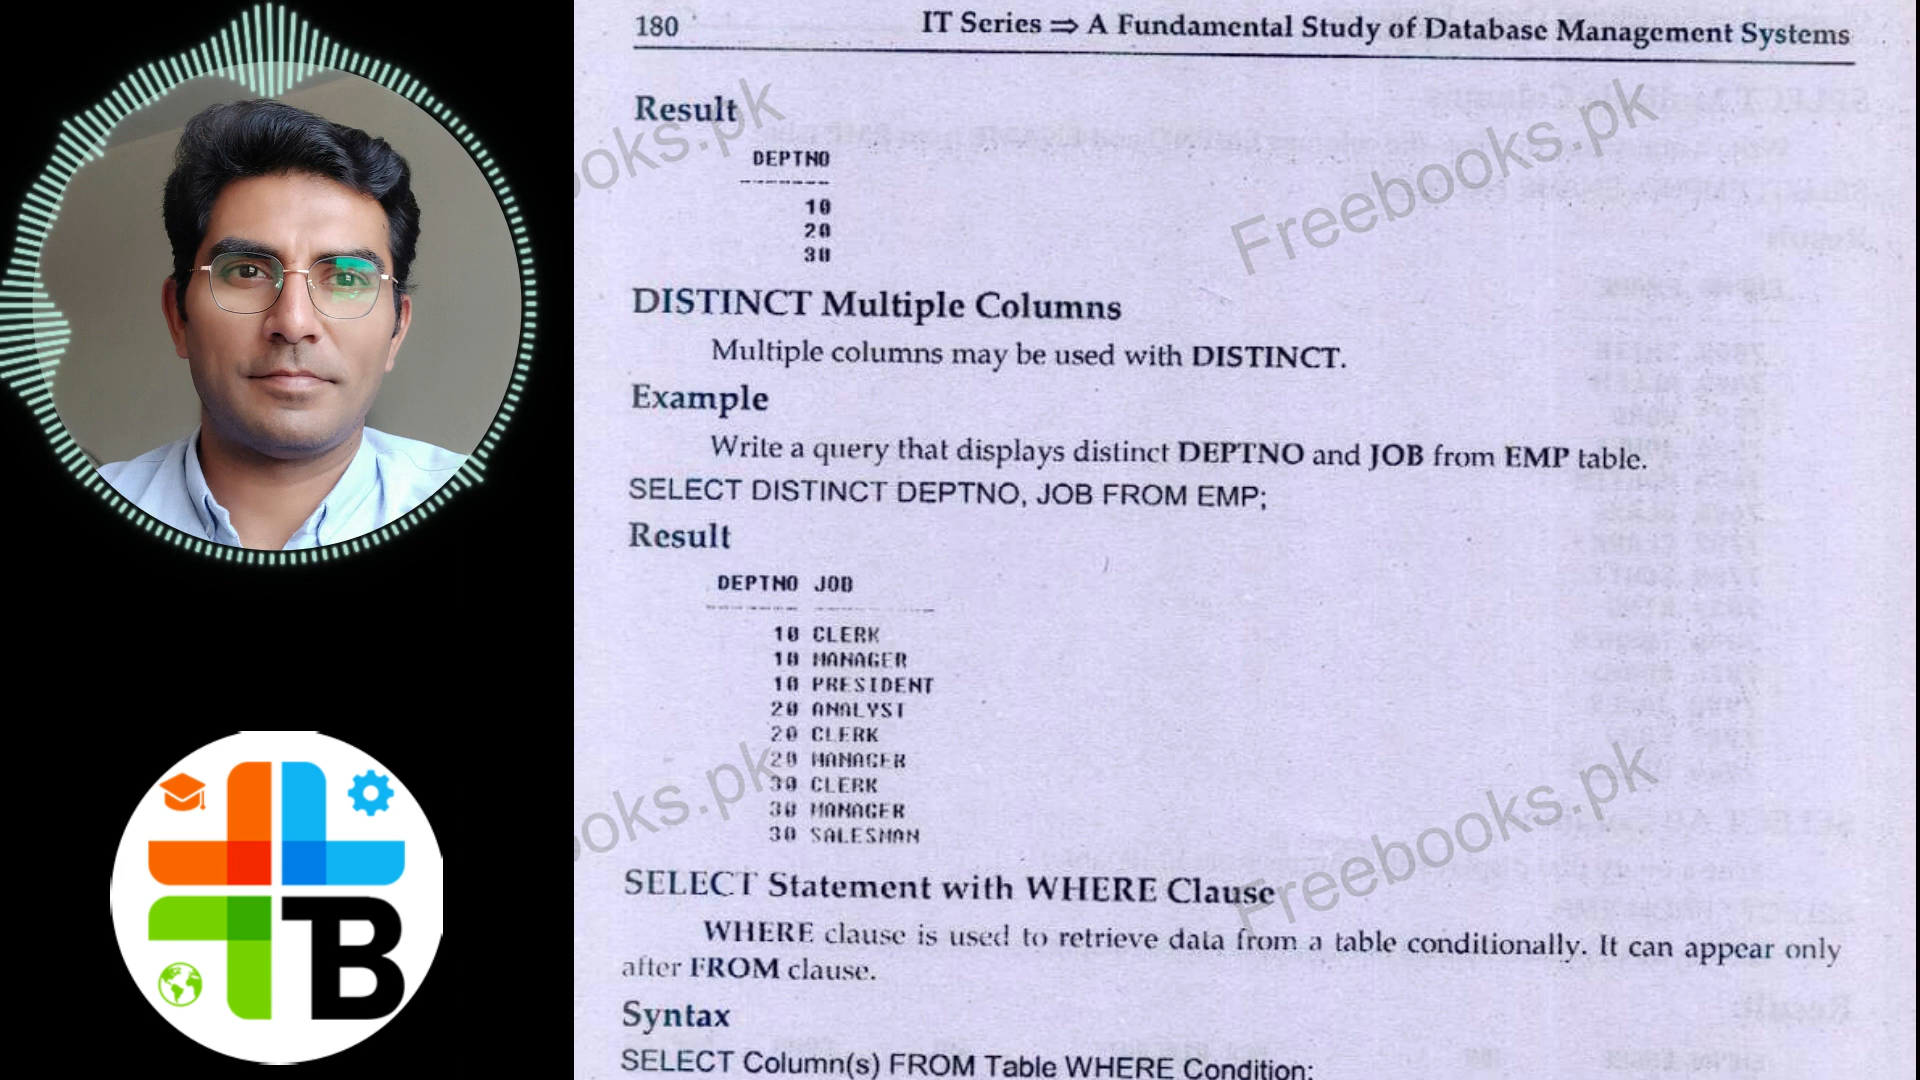 180 IT Series ⇒ A Fundamental Study of Database Management Systems
Result
DEPTNO
10
20
30
DISTINCT Multiple Columns
Multiple columns may be used with DISTINCT.
Example
Write a query that displays distinct DEPTNO and JOB from EMP table.
SELECT DISTINCT DEPTNO, JOB FROM EMP;
Result
DEPTNO JOB
10 CLERK
10 MANAGER
10 PRESIDENT
20 ANALYST
20 CLERK
20 MANAGER
30 CLERK
30 MANAGER
30 SALESMAN
SELECT Statement with WHERE Clause
WHERE clause is used to retrieve data from a table conditionally. It can appear only
after FROM clause.
Syntax
SELECT Column(s) FROM Table WHERE Condition;
ooks.pk
Freebooks.pk
ooks.pk
Freebooks.pk
TB